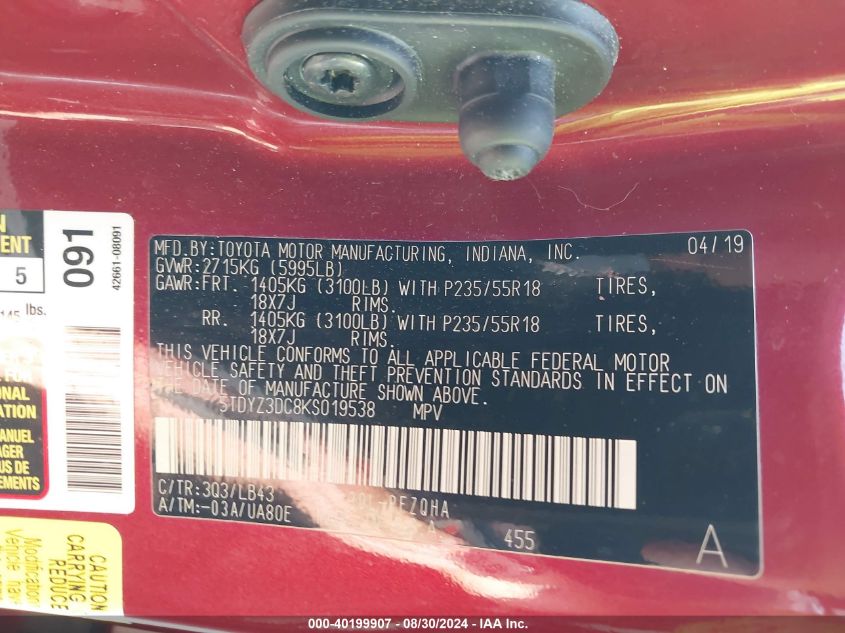 MFD.BY:TOYOTA MOTOR MANUFACTURING, INDIANA, INC. 04/19
GVWR:2715KG (5995LB)
GAWR:FRT. 1405KG (3100LB) WITH P235/55R18 TIRES,
18X7J RIMS.
RR. 1405KG (3100LB) WITH P235/55R18 TIRES,
18X7J RIMS.
THIS VEHICLE CONFORMS TO ALL APPLICABLE FEDERAL MOTOR
VEHICLE SAFETY AND THEFT PREVENTION STANDARDS IN EFFECT ON
THE DATE OF MANUFACTURE SHOWN ABOVE.
5TDYZ3DC8KS019538 MPV
C/TR:3Q3/LB43
A/TM:-03A/UA80E
455
A
091
42661-08091
5
lbs.
MANUEL
US DE
CAUTION
CARRYING
REDUCE
000-40199907 - 08/30/2024 - IAA Inc.